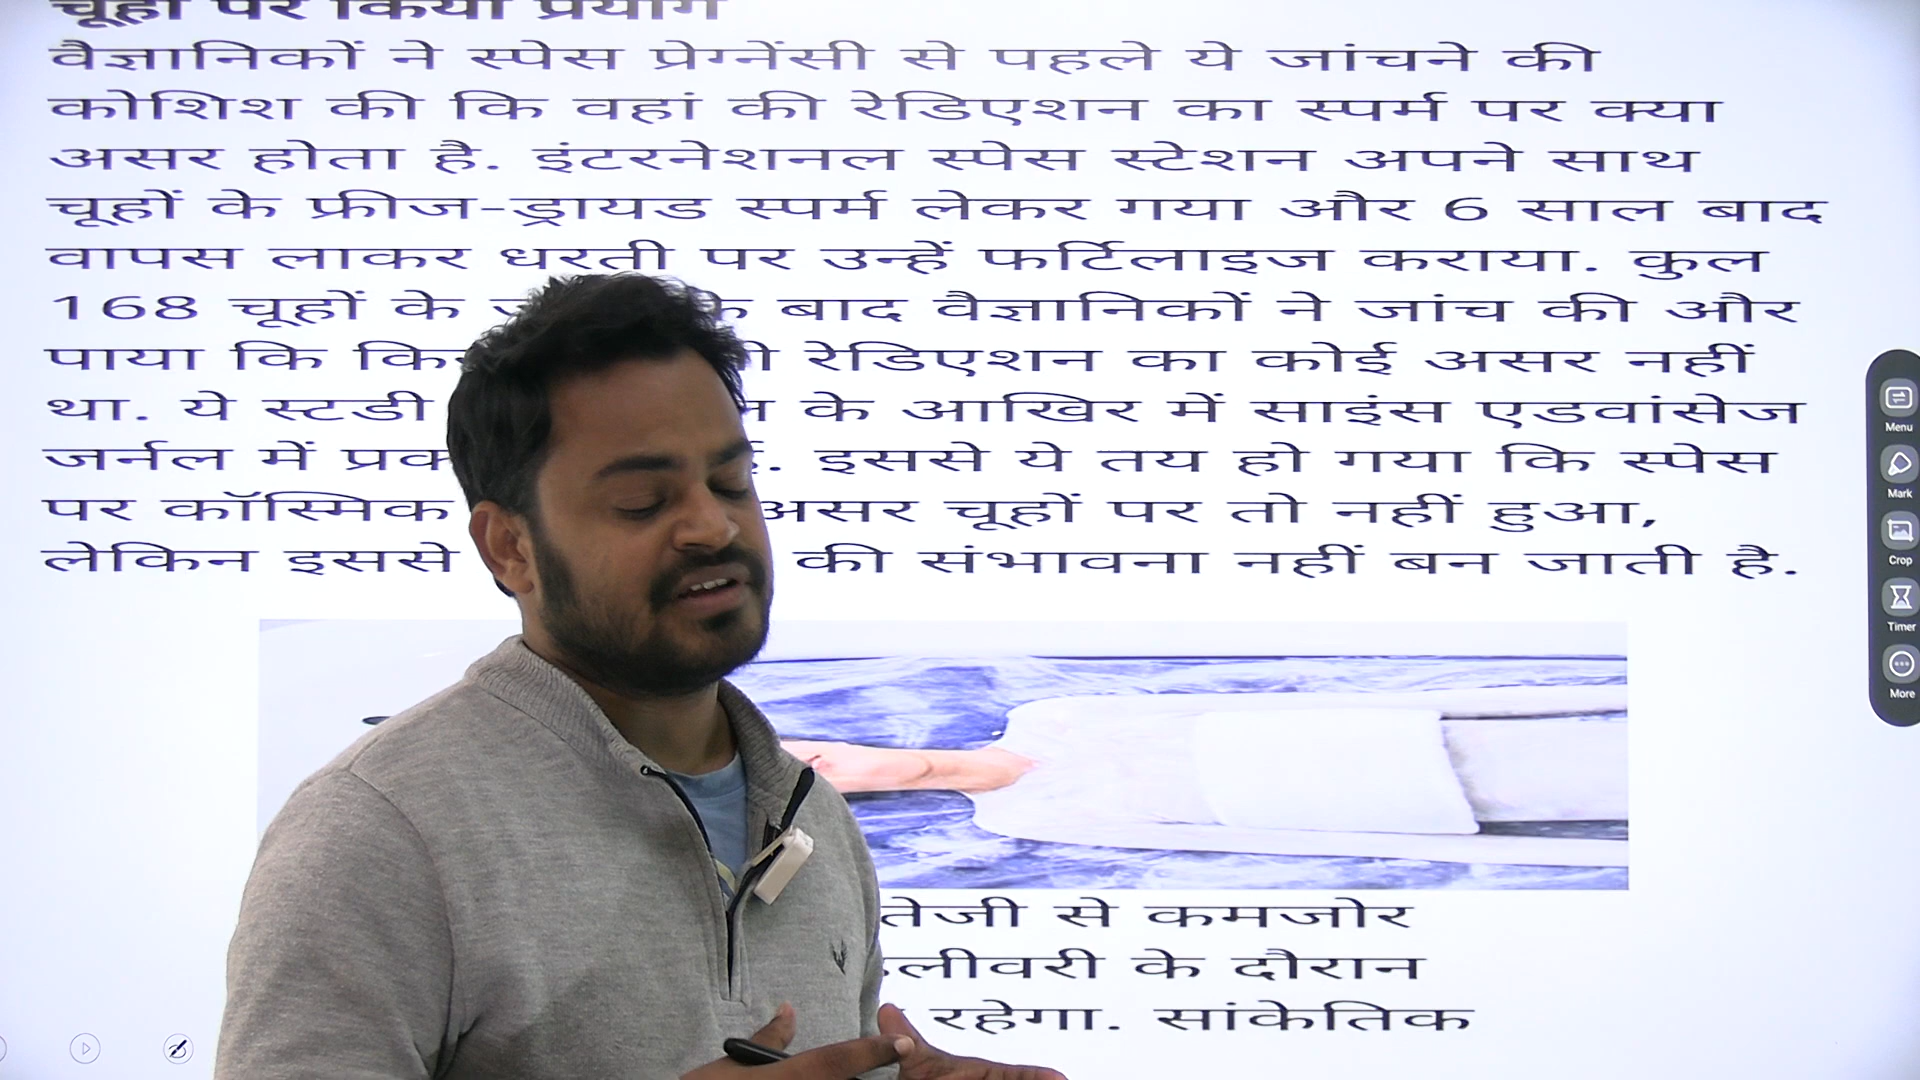 चूहों पर किया प्रयोग
वैज्ञानिकों ने स्पेस प्रेग्नेंसी से पहले ये जांचने की
कोशिश की कि वहां की रेडिएशन का स्पर्म पर क्या
असर होता है. इंटरनेशनल स्पेस स्टेशन अपने साथ
चूहों के फ्रीज-ड्रायड स्पर्म लेकर गया और 6 साल बाद
वापस लाकर धरती पर उन्हें फर्टिलाइज कराया. कुल
168 चूहों के बाद वैज्ञानिकों ने जांच की और
पाया कि रेडिएशन का कोई असर नहीं
था. ये स्टडी के आखिर में साइंस एडवांसेज
जर्नल में इससे ये तय हो गया कि स्पेस
पर कॉस्मिक असर चूहों पर तो नहीं हुआ,
लेकिन इससे की संभावना नहीं बन जाती है.
तेजी से कमजोर
के दौरान
रहेगा. सांकेतिक
Menu
Mark
Crop
Timer
More